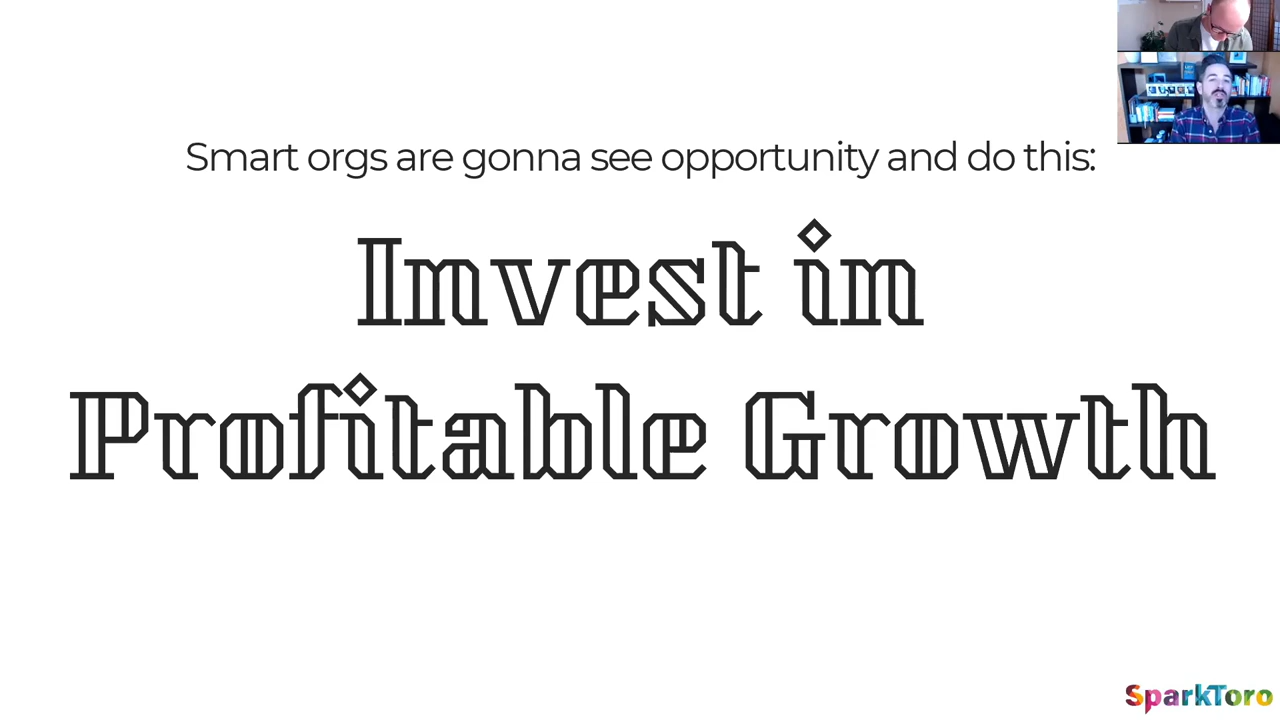 Smart orgs are gonna see opportunity and do this:
Invest in
Profitable Growth
SparkToro